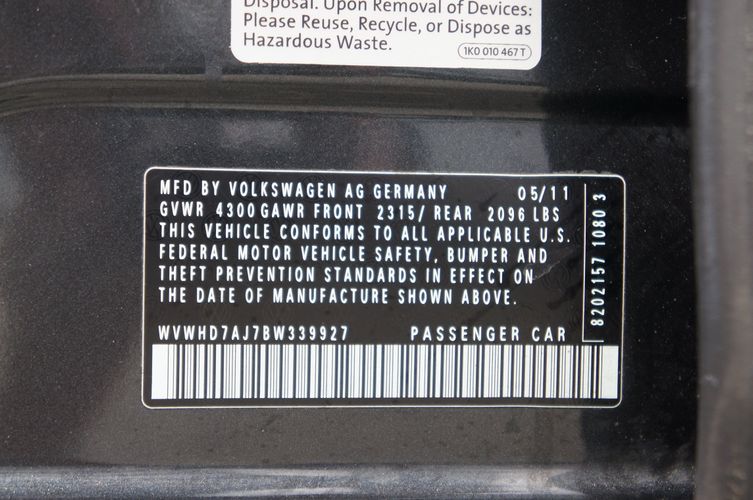 Disposal. Upon Removal of Devices:
Please Reuse, Recycle, or Dispose as
Hazardous Waste.
1K0 010 467 T
MFD BY VOLKSWAGEN AG GERMANY 05/11
GVWR 4300 GAWR FRONT 2315/ REAR 2096 LBS
THIS VEHICLE CONFORMS TO ALL APPLICABLE U.S.
FEDERAL MOTOR VEHICLE SAFETY, BUMPER AND
THEFT PREVENTION STANDARDS IN EFFECT ON
THE DATE OF MANUFACTURE SHOWN ABOVE.
WVWHD7AJ7BW339927 PASSENGER CAR
8202157 1080 3